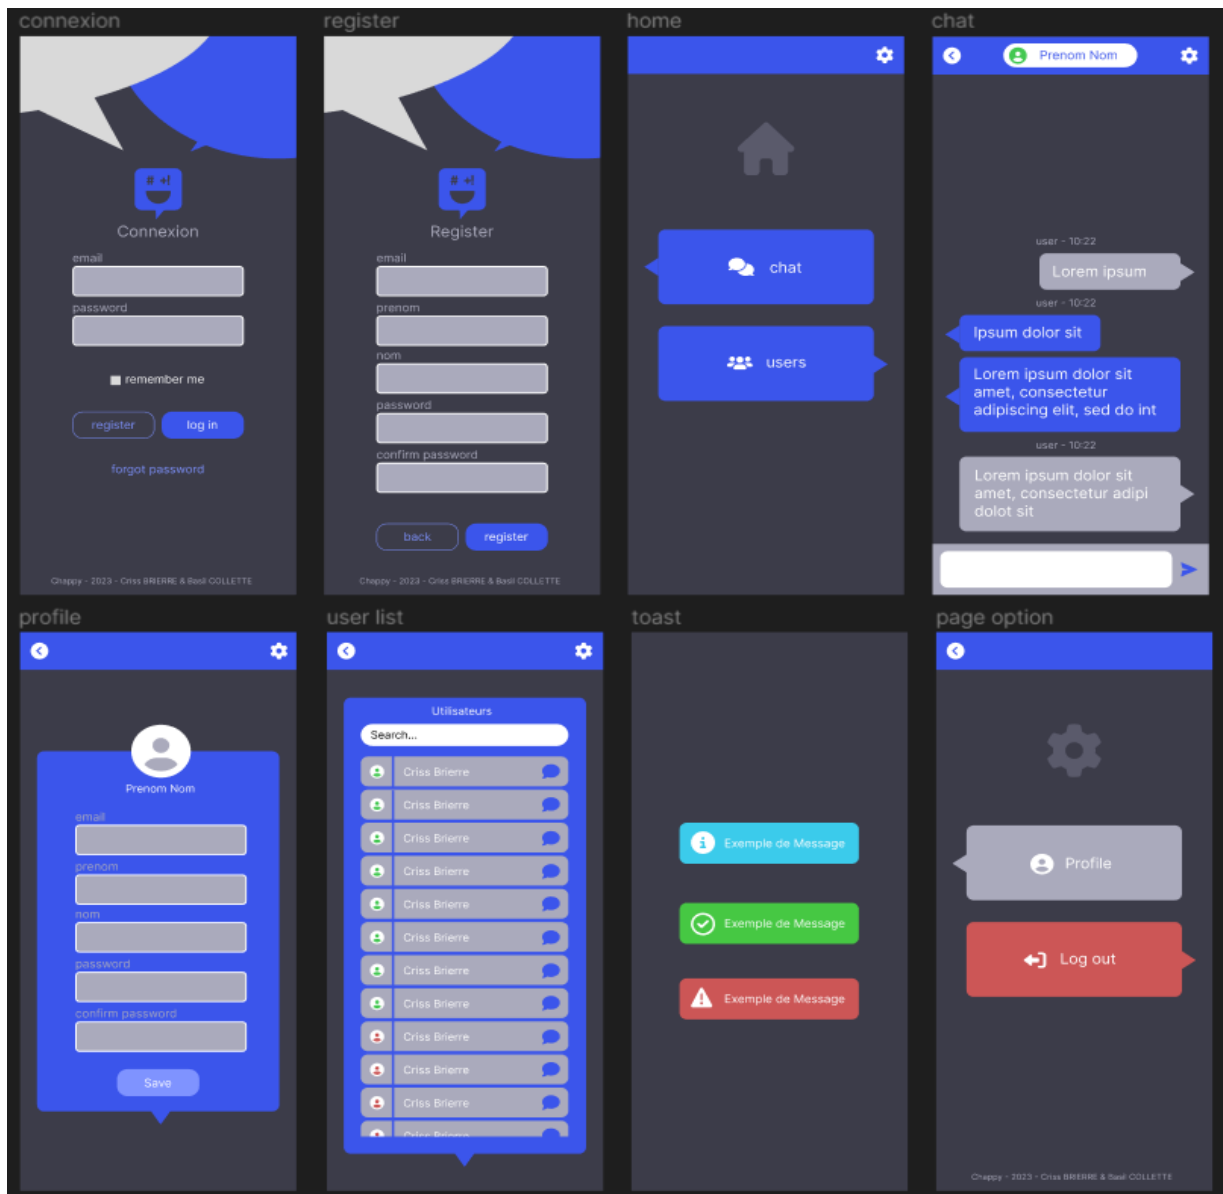 connexion
# +!
Connexion
email
password
remember me
register
log in
forgot password
Chappy - 2023 - Criss BRIERRE & Basil COLLETTE
register
# +!
Register
email
prenom
nom
password
confirm password
back
register
Chappy - 2023 - Criss BRIERRE & Basil COLLETTE
home
chat
users
chat
Prenom Nom
user - 10:22
Lorem ipsum
user - 10:22
Ipsum dolor sit
Lorem ipsum dolor sit
amet, consectetur
adipiscing elit, sed do int
user - 10:22
Lorem ipsum dolor sit
amet, consectetur adipi
dolot sit
profile
Prenom Nom
email
prenom
nom
password
confirm password
Save
user list
Utilisateurs
Search...
Criss Brierre
Criss Brierre
Criss Brierre
Criss Brierre
Criss Brierre
Criss Brierre
Criss Brierre
Criss Brierre
Criss Brierre
Criss Brierre
Criss Brierre
Criss Brierre
toast
Exemple de Message
Exemple de Message
Exemple de Message
page option
Profile
Log out
Chappy - 2023 - Criss BRIERRE & Basil COLLETTE